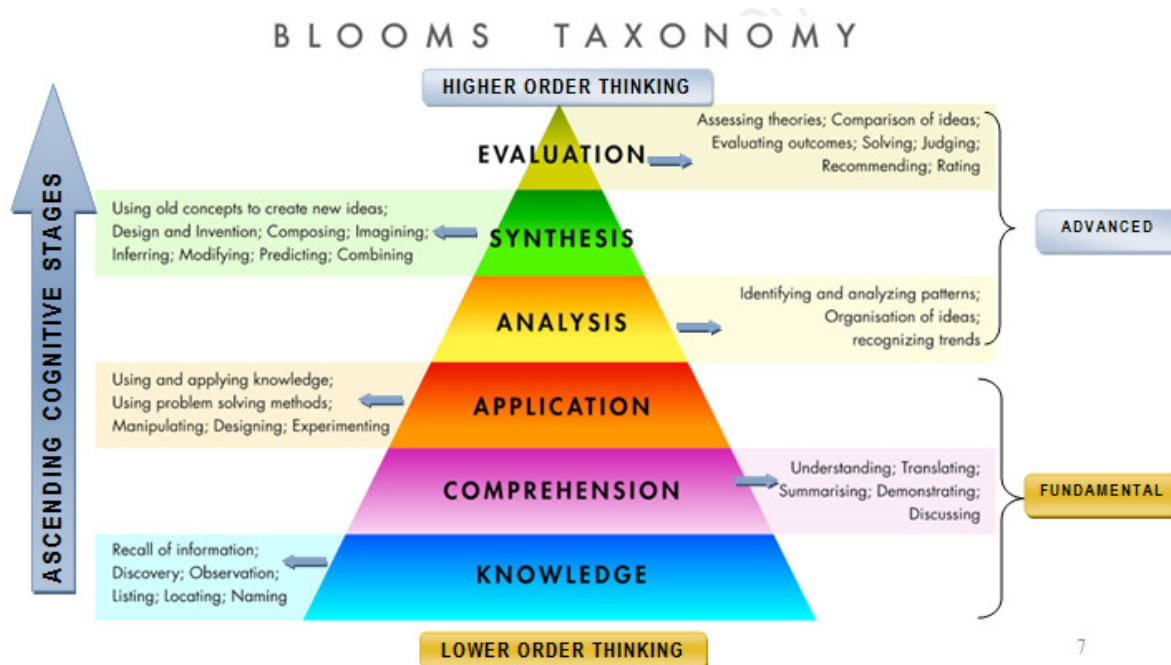 BLOOMS TAXONOMY
HIGHER ORDER THINKING
ASCENDING COGNITIVE STAGES
EVALUATION
Assessing theories; Comparison of ideas;
Evaluating outcomes; Solving; Judging;
Recommending; Rating
Using old concepts to create new ideas;
Design and Invention; Composing; Imagining;
Inferring; Modifying; Predicting; Combining
SYNTHESIS
ADVANCED
ANALYSIS
Identifying and analyzing patterns;
Organisation of ideas;
recognizing trends
Using and applying knowledge;
Using problem solving methods;
Manipulating; Designing; Experimenting
APPLICATION
COMPREHENSION
Understanding; Translating;
Summarising; Demonstrating;
Discussing
FUNDAMENTAL
Recall of information;
Discovery; Observation;
Listing; Locating; Naming
KNOWLEDGE
LOWER ORDER THINKING
7